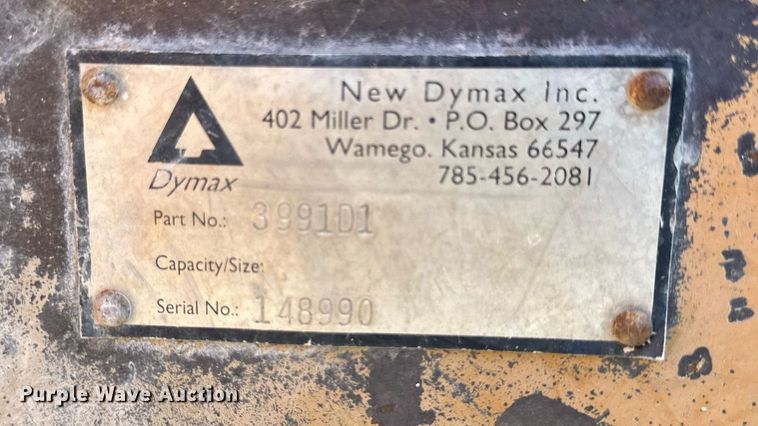 New Dymax Inc.
402 Miller Dr. • P.O. Box 297
Wamego. Kansas 66547
785-456-2081
Dymax
Part No.: 3991D1
Capacity/Size:
Serial No.: 148990
Purple Wave Auction